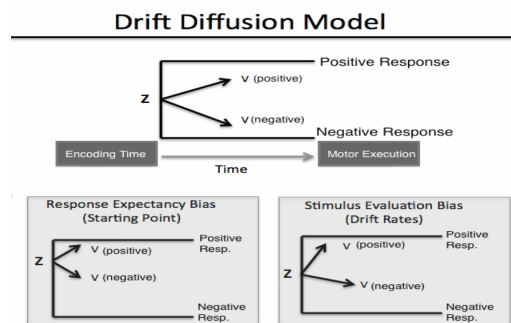 Drift Diffusion Model
Positive Response
V (positive)
Z
V (negative)
Negative Response
Encoding Time
Motor Execution
Time
Response Expectancy Bias
(Starting Point)
Positive
Resp.
V (positive)
Z
V (negative)
Negative
Resp.
Stimulus Evaluation Bias
(Drift Rates)
Positive
Resp.
V (positive)
Z
V (negative)
Negative
Resp.